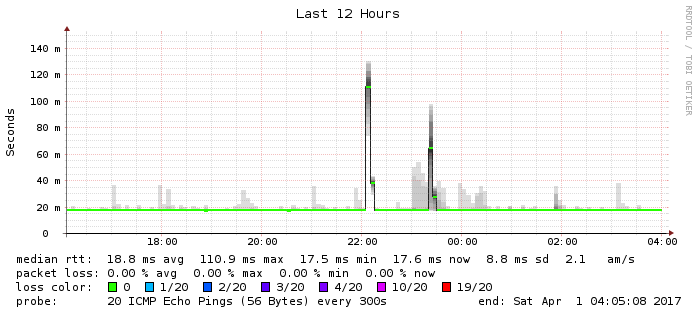 Last 12 Hours
RRDTOOL / TOBI OETIKER
Seconds
140 m
120 m
100 m
80 m
60 m
40 m
20 m
0
18:00 20:00 22:00 00:00 02:00 04:00
median rtt: 18.8 ms avg 110.9 ms max 17.5 ms min 17.6 ms now 8.8 ms sd 2.1 am/s
packet loss: 0.00 % avg 0.00 % max 0.00 % min 0.00 % now
loss color: 0 1/20 2/20 3/20 4/20 10/20 19/20
probe: 20 ICMP Echo Pings (56 Bytes) every 300s end: Sat Apr 1 04:05:08 2017